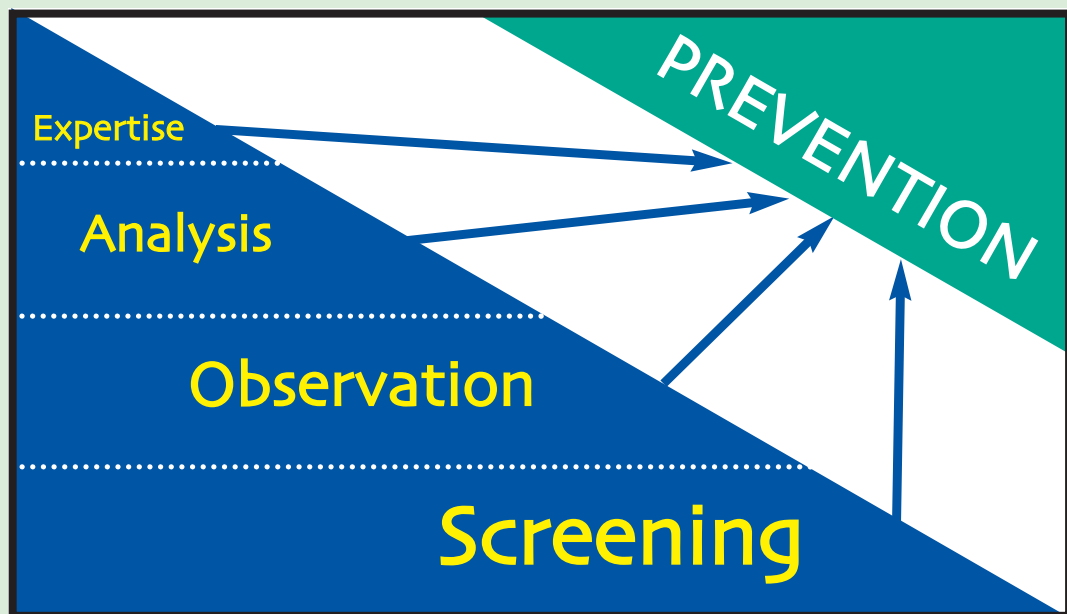 PREVENTION
Expertise
Analysis
Observation
Screening